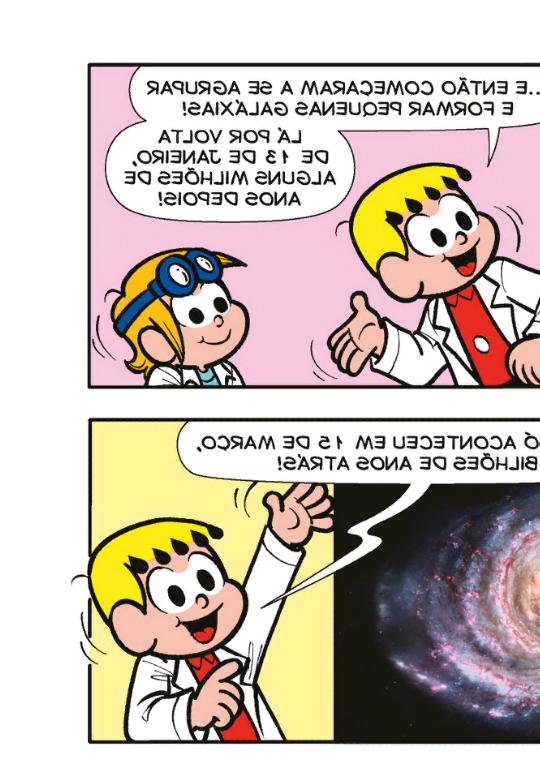 ...E ENTÃO COMEÇARAM A SE AGRUPAR
E FORMAR PEQUENAS GALÁXIAS!
LÁ POR VOLTA
DE 13 DE JANEIRO,
ALGUNS MILHÕES DE
ANOS DEPOIS!
Ó ACONTECEU EM 15 DE MARÇO,
BILHÕES DE ANOS ATRÁS!